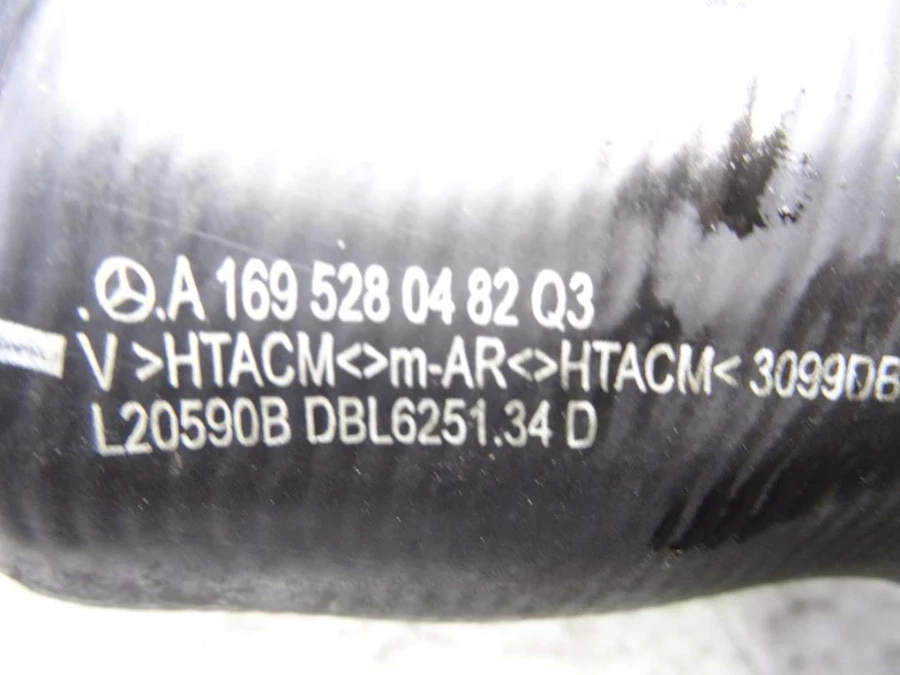 .A 169 528 04 82 Q3
V >HTACM<>m-AR<>HTACM< 3099DB
L20590B DBL6251.34 D